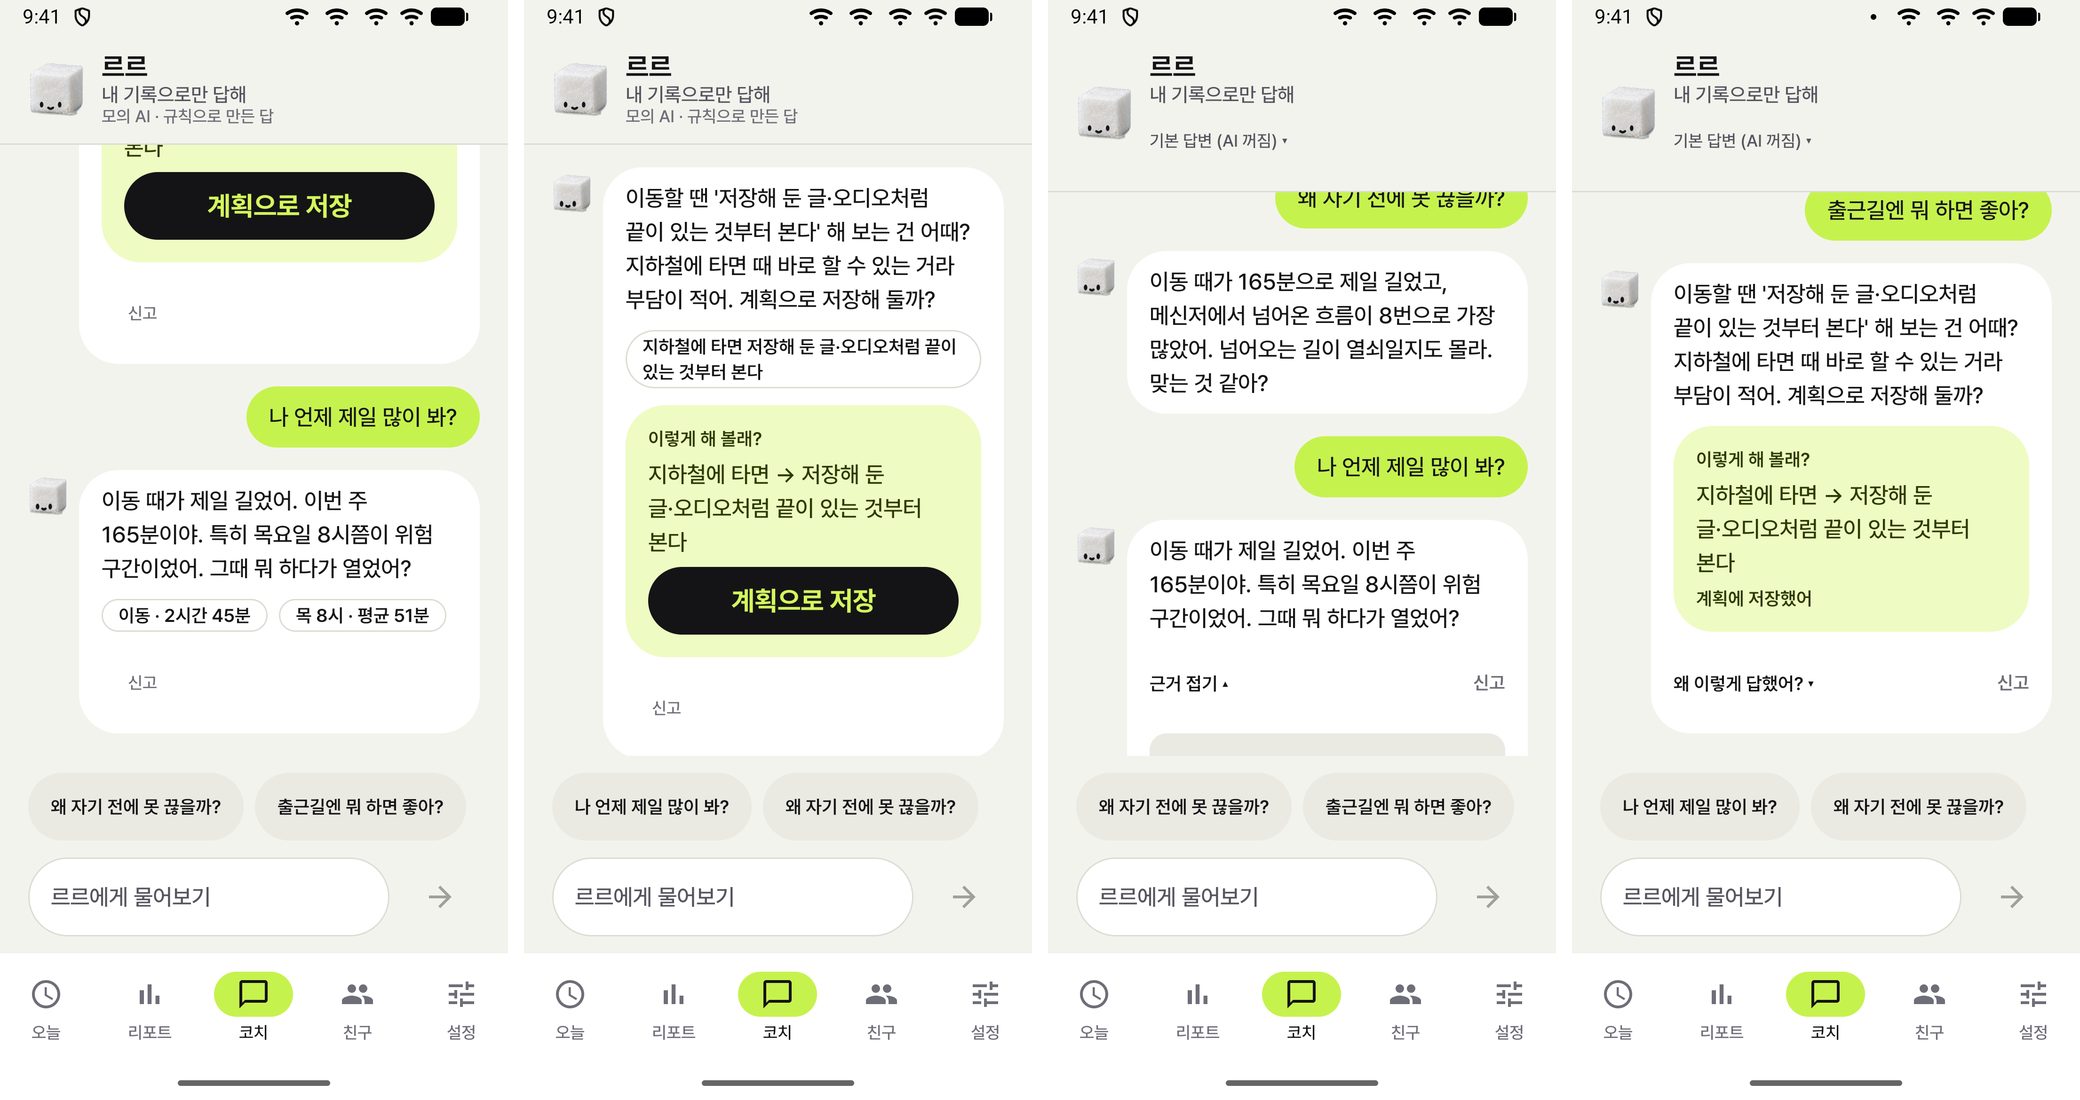 9:41
르르
내 기록으로만 답해
모의 AI · 규칙으로 만든 답
본다
계획으로 저장
신고
나 언제 제일 많이 봐?
이동 때가 제일 길었어. 이번 주
165분이야. 특히 목요일 8시쯤이 위험
구간이었어. 그때 뭐 하다가 열었어?
이동 · 2시간 45분
목 8시 · 평균 51분
신고
왜 자기 전에 못 끊을까?
출근길엔 뭐 하면 좋아?
르르에게 물어보기
오늘
리포트
코치
친구
설정
9:41
르르
내 기록으로만 답해
모의 AI · 규칙으로 만든 답
이동할 땐 '저장해 둔 글·오디오처럼
끝이 있는 것부터 본다' 해 보는 건 어때?
지하철에 타면 때 바로 할 수 있는 거라
부담이 적어. 계획으로 저장해 둘까?
지하철에 타면 저장해 둔 글·오디오처럼 끝이
있는 것부터 본다
이렇게 해 볼래?
지하철에 타면 → 저장해 둔
글·오디오처럼 끝이 있는 것부터
본다
계획으로 저장
신고
나 언제 제일 많이 봐?
왜 자기 전에 못 끊을까?
르르에게 물어보기
오늘
리포트
코치
친구
설정
9:41
르르
내 기록으로만 답해
기본 답변 (AI 꺼짐) ▾
왜 자기 전에 못 끊을까?
이동 때가 165분으로 제일 길었고,
메신저에서 넘어온 흐름이 8번으로 가장
많았어. 넘어오는 길이 열쇠일지도 몰라.
맞는 것 같아?
나 언제 제일 많이 봐?
이동 때가 제일 길었어. 이번 주
165분이야. 특히 목요일 8시쯤이 위험
구간이었어. 그때 뭐 하다가 열었어?
근거 접기 ▴
신고
왜 자기 전에 못 끊을까?
출근길엔 뭐 하면 좋아?
르르에게 물어보기
오늘
리포트
코치
친구
설정
9:41
르르
내 기록으로만 답해
기본 답변 (AI 꺼짐) ▾
출근길엔 뭐 하면 좋아?
이동할 땐 '저장해 둔 글·오디오처럼
끝이 있는 것부터 본다' 해 보는 건 어때?
지하철에 타면 때 바로 할 수 있는 거라
부담이 적어. 계획으로 저장해 둘까?
이렇게 해 볼래?
지하철에 타면 → 저장해 둔
글·오디오처럼 끝이 있는 것부터
본다
계획에 저장했어
왜 이렇게 답했어? ▾
신고
나 언제 제일 많이 봐?
왜 자기 전에 못 끊을까?
르르에게 물어보기
오늘
리포트
코치
친구
설정